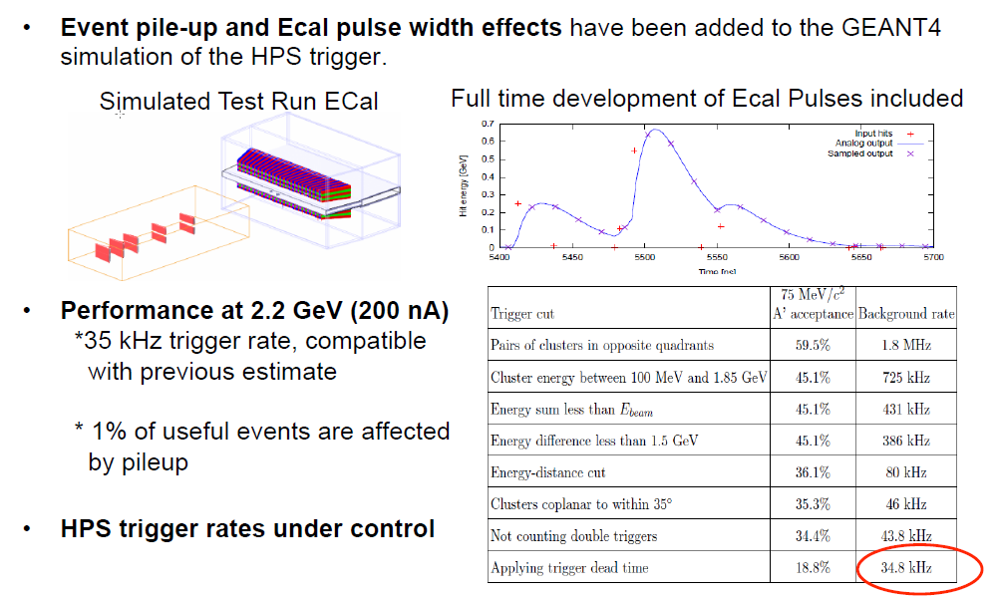 • Event pile-up and Ecal pulse width effects have been added to the GEANT4
simulation of the HPS trigger.
Simulated Test Run ECal
Full time development of Ecal Pulses included
Hit energy [GeV]
0.7
0.6
0.5
0.4
0.3
0.2
0.1
0
Input hits
Analog output
Sampled output
5400 5450 5500 5550 5600 5650 5700
Time [ns]
• Performance at 2.2 GeV (200 nA)
*35 kHz trigger rate, compatible
with previous estimate
* 1% of useful events are affected
by pileup
• HPS trigger rates under control
75 MeV/c²
Trigger cut A’ acceptance Background rate
Pairs of clusters in opposite quadrants 59.5% 1.8 MHz
Cluster energy between 100 MeV and 1.85 GeV 45.1% 725 kHz
Energy sum less than E_beam 45.1% 431 kHz
Energy difference less than 1.5 GeV 45.1% 386 kHz
Energy-distance cut 36.1% 80 kHz
Clusters coplanar to within 35° 35.3% 46 kHz
Not counting double triggers 34.4% 43.8 kHz
Applying trigger dead time 18.8% 34.8 kHz